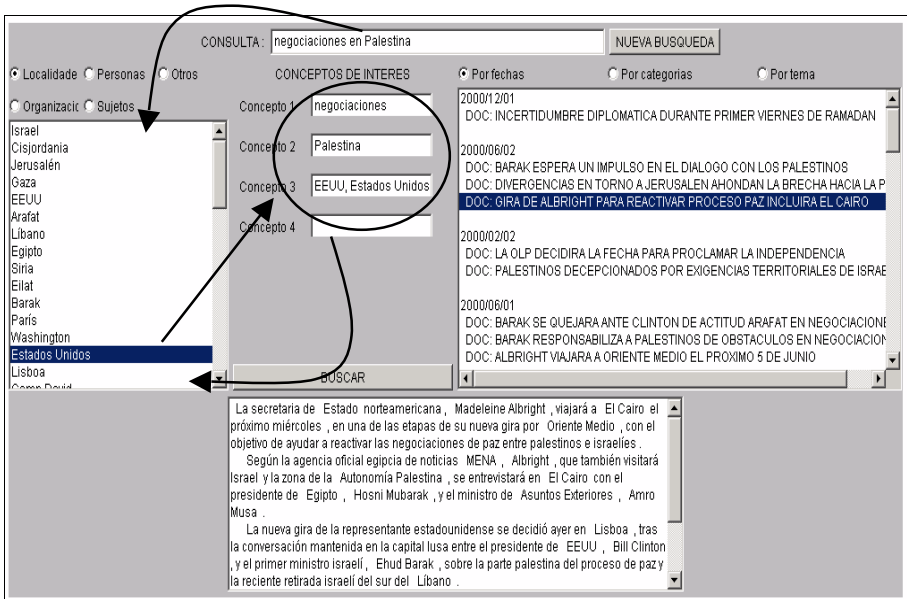 CONSULTA: negociaciones en Palestina NUEVA BUSQUEDA
Localidade Personas Otros
Organizacic Sujetos
Israel
Cisjordania
Jerusalén
Gaza
EEUU
Arafat
Líbano
Egipto
Siria
Eilat
Barak
París
Washington
Estados Unidos
Lisboa
Camp David
CONCEPTOS DE INTERES
Concepto 1 negociaciones
Concepto 2 Palestina
Concepto 3 EEUU, Estados Unidos
Concepto 4
BUSCAR
Por fechas Por categorias Por tema
2000/12/01
DOC: INCERTIDUMBRE DIPLOMATICA DURANTE PRIMER VIERNES DE RAMADAN
2000/06/02
DOC: BARAK ESPERA UN IMPULSO EN EL DIALOGO CON LOS PALESTINOS
DOC: DIVERGENCIAS EN TORNO A JERUSALEN AHONDAN LA BRECHA HACIA LA P
DOC: GIRA DE ALBRIGHT PARA REACTIVAR PROCESO PAZ INCLUIRA EL CAIRO
2000/02/02
DOC: LA OLP DECIDIRA LA FECHA PARA PROCLAMAR LA INDEPENDENCIA
DOC: PALESTINOS DECEPCIONADOS POR EXIGENCIAS TERRITORIALES DE ISRAE
2000/06/01
DOC: BARAK SE QUEJARA ANTE CLINTON DE ACTITUD ARAFAT EN NEGOCIACIONE
DOC: BARAK RESPONSABILIZA A PALESTINOS DE OBSTACULOS EN NEGOCIACION
DOC: ALBRIGHT VIAJARA A ORIENTE MEDIO EL PROXIMO 5 DE JUNIO
La secretaria de Estado norteamericana , Madeleine Albright , viajará a El Cairo el
próximo miércoles , en una de las etapas de su nueva gira por Oriente Medio , con el
objetivo de ayudar a reactivar las negociaciones de paz entre palestinos e israelíes .
Según la agencia oficial egipcia de noticias MENA , Albright , que también visitará
Israel y la zona de la Autonomía Palestina , se entrevistará en El Cairo con el
presidente de Egipto , Hosni Mubarak , y el ministro de Asuntos Exteriores , Amro
Musa .
La nueva gira de la representante estadounidense se decidió ayer en Lisboa , tras
la conversación mantenida en la capital lusa entre el presidente de EEUU , Bill Clinton
, y el primer ministro israelí , Ehud Barak , sobre la parte palestina del proceso de paz y
la reciente retirada israelí del sur del Líbano .